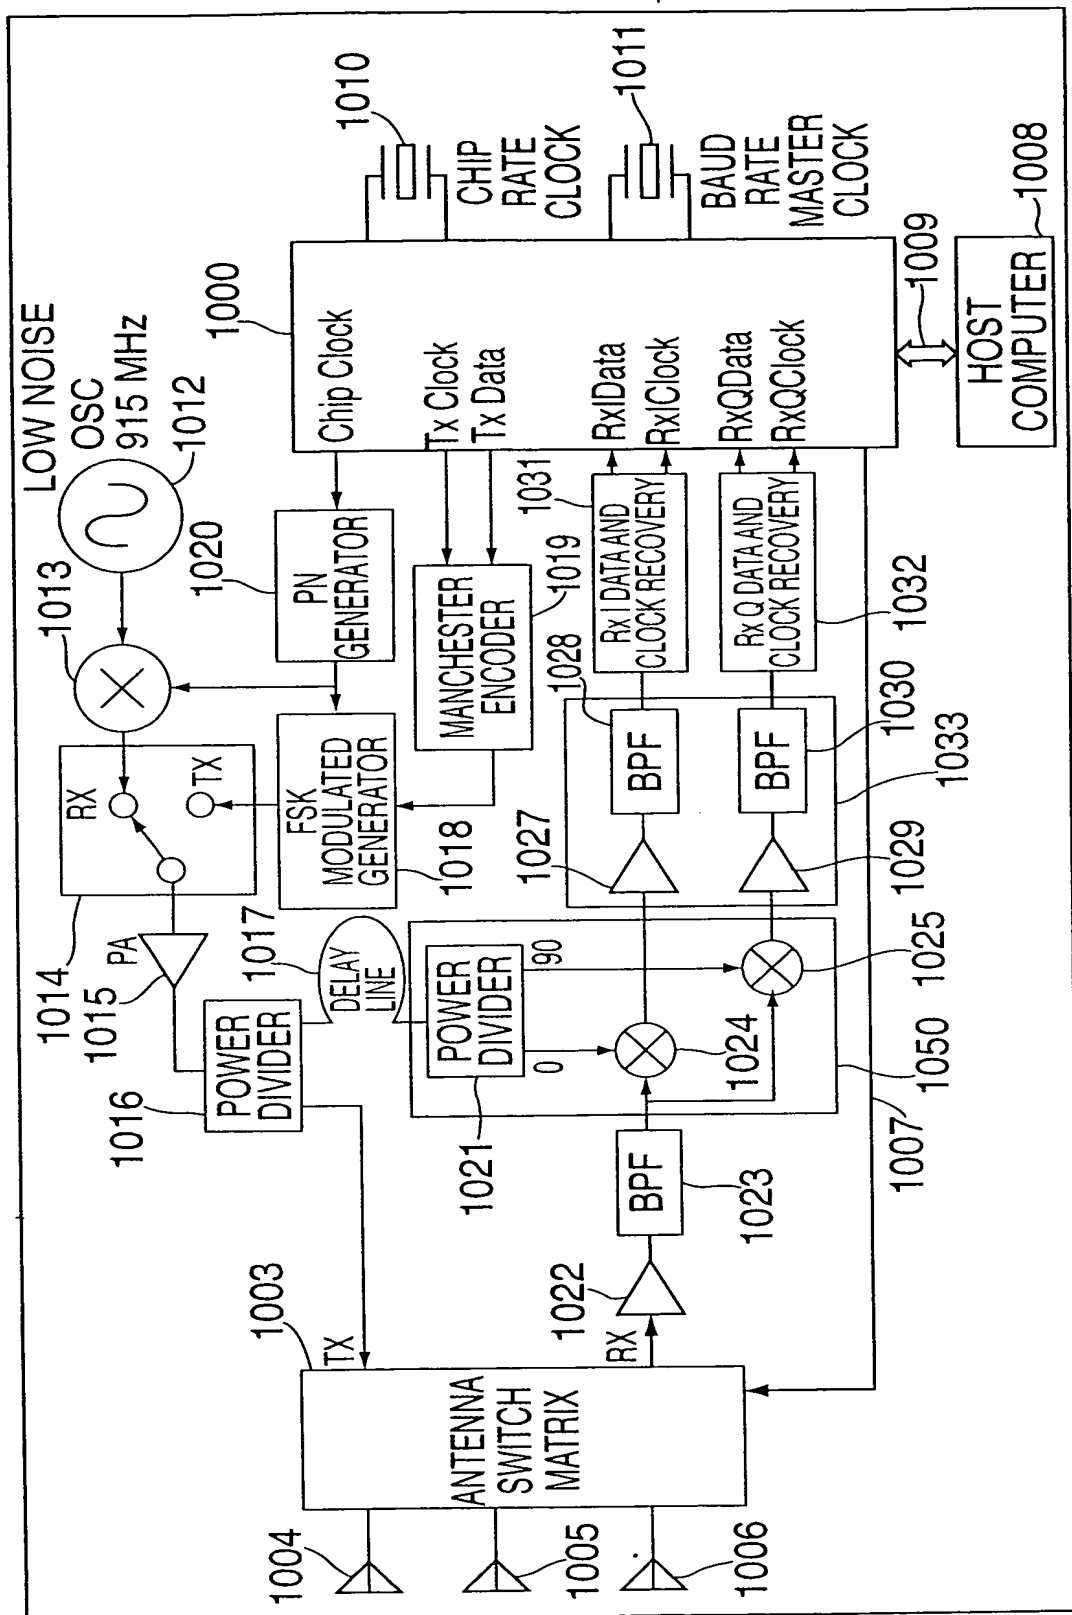 LOW NOISE
OSC
915 MHz
1012
1013
1020
1000
1010
CHIP
RATE
CLOCK
1011
BAUD
RATE
MASTER
CLOCK
Chip Clock
Tx Clock
Tx Data
RxIData
RxIClock
RxQData
RxQClock
1009
HOST
COMPUTER
1008
PN
GENERATOR
RX
TX
1014
PA
1015
FSK
MODULATED
GENERATOR
1018
MANCHESTER
ENCODER
1019
1031
Rx I DATA AND
CLOCK RECOVERY
Rx Q DATA AND
CLOCK RECOVERY
1032
1028
BPF
BPF
1030
1033
1027
1029
1016
POWER
DIVIDER
1017
DELAY
LINE
POWER
DIVIDER
0
90
1021
1024
1025
1050
1007
BPF
1023
1022
1003
TX
RX
ANTENNA
SWITCH
MATRIX
1004
1005
1006